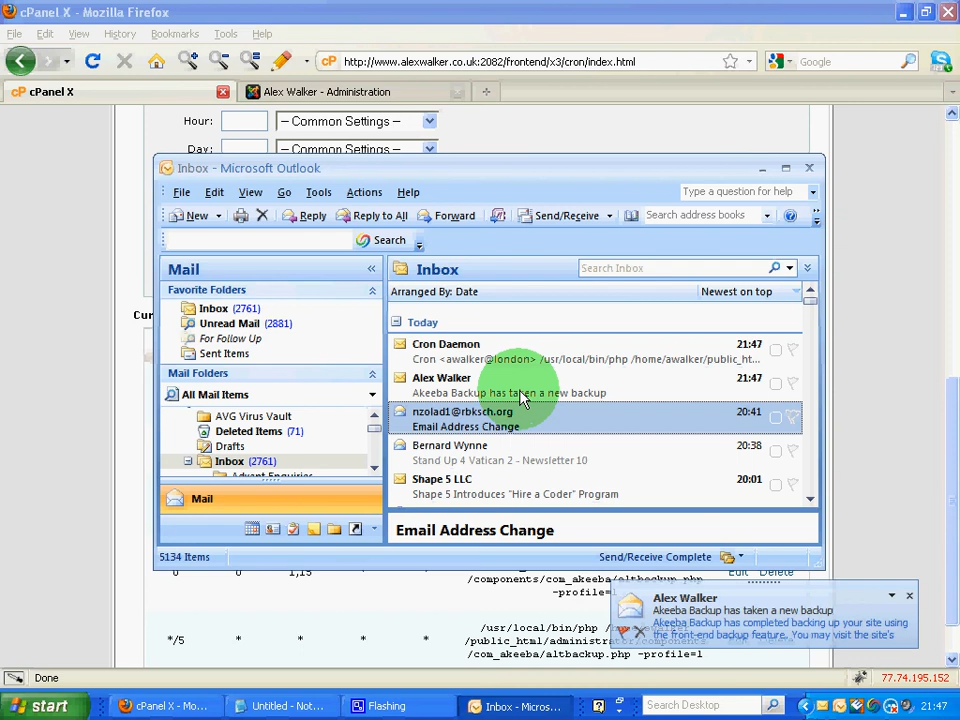 cPanel X - Mozilla Firefox
File Edit View History Bookmarks Tools Help
http://www.alexwalker.co.uk:2082/frontend/x3/cron/index.html
Google
cP cPanel X
Alex Walker - Administration
Hour: -- Common Settings --
Day: -- Common Settings --
Inbox - Microsoft Outlook
File Edit View Go Tools Actions Help
Type a question for help
New Reply Reply to All Forward Send/Receive Search address books
Search
Mail
Favorite Folders
Inbox (2761)
Unread Mail (2881)
For Follow Up
Sent Items
Mail Folders
All Mail Items
AVG Virus Vault
Deleted Items (71)
Drafts
Inbox (2761)
Advent Enquiries
Mail
Inbox
Search Inbox
Arranged By: Date Newest on top
Today
Cron Daemon 21:47
Cron <awalker@london> /usr/local/bin/php /home/awalker/public_ht...
Alex Walker 21:47
Akeeba Backup has taken a new backup
nzolad1@rbksch.org 20:41
Email Address Change
Bernard Wynne 20:38
Stand Up 4 Vatican 2 - Newsletter 10
Shape 5 LLC 20:01
Shape 5 Introduces "Hire a Coder" Program
Email Address Change
5134 Items
Send/Receive Complete
Cur
0 0 1,15 * *
/components/com_akeeba/altbackup.php
-profile=1
Edit Delete
*/5 * * * *
/usr/local/bin/php
/public_html/administrator/components
/com_akeeba/altbackup.php -profile=1
Alex Walker
Akeeba Backup has taken a new backup
Akeeba Backup has completed backing up your site using
the front-end backup feature. You may visit the site's
Done
77.74.195.152
start
cPanel X - Mo...
Untitled - Not...
Flashing
Inbox - Micros...
Search Desktop
21:47